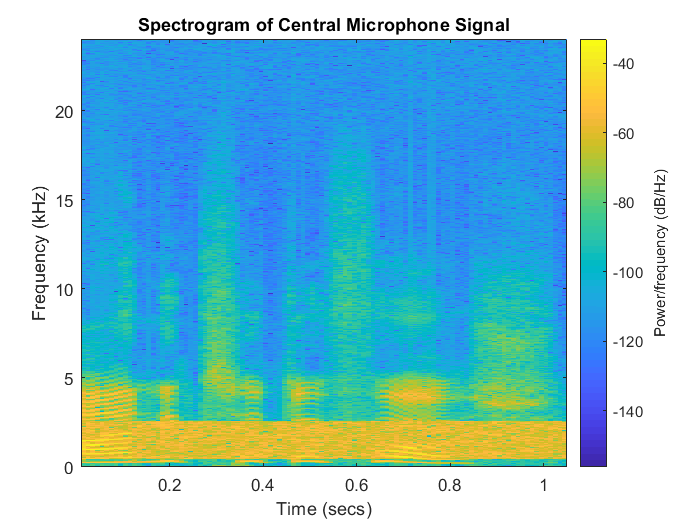 Spectrogram of Central Microphone Signal
Frequency (kHz)
20
15
10
5
0
0.2 0.4 0.6 0.8 1
Time (secs)
-40
-60
-80
-100
-120
-140
Power/frequency (dB/Hz)